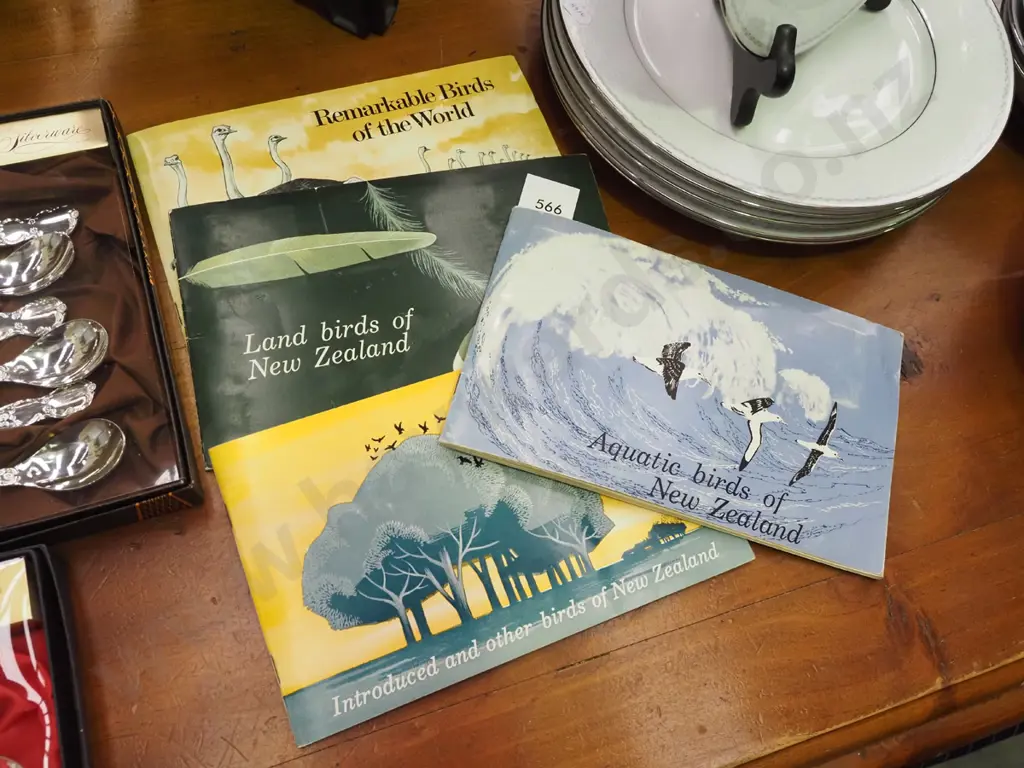 Silverware
Remarkable Birds
of the World
566
Land birds of
New Zealand
Aquatic birds of
New Zealand
Introduced and other birds of New Zealand